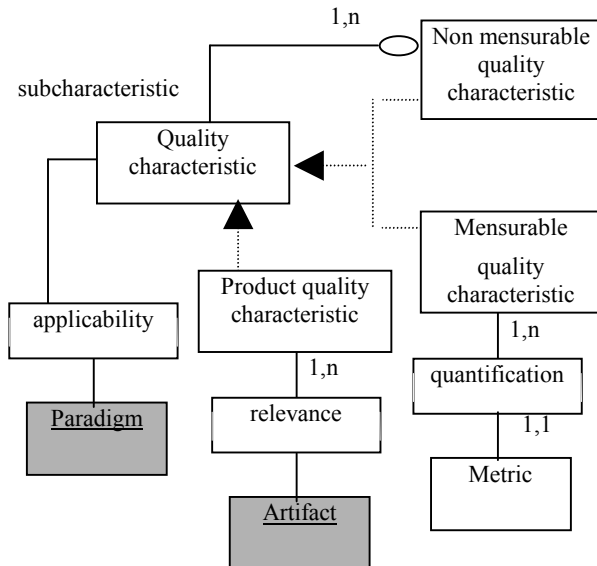 1,n
Non mensurable
quality
characteristic
subcharacteristic
Quality
characteristic
Mensurable
quality
characteristic
Product quality
characteristic
applicability
1,n
1,n
quantification
relevance
Paradigm
1,1
Metric
Artifact